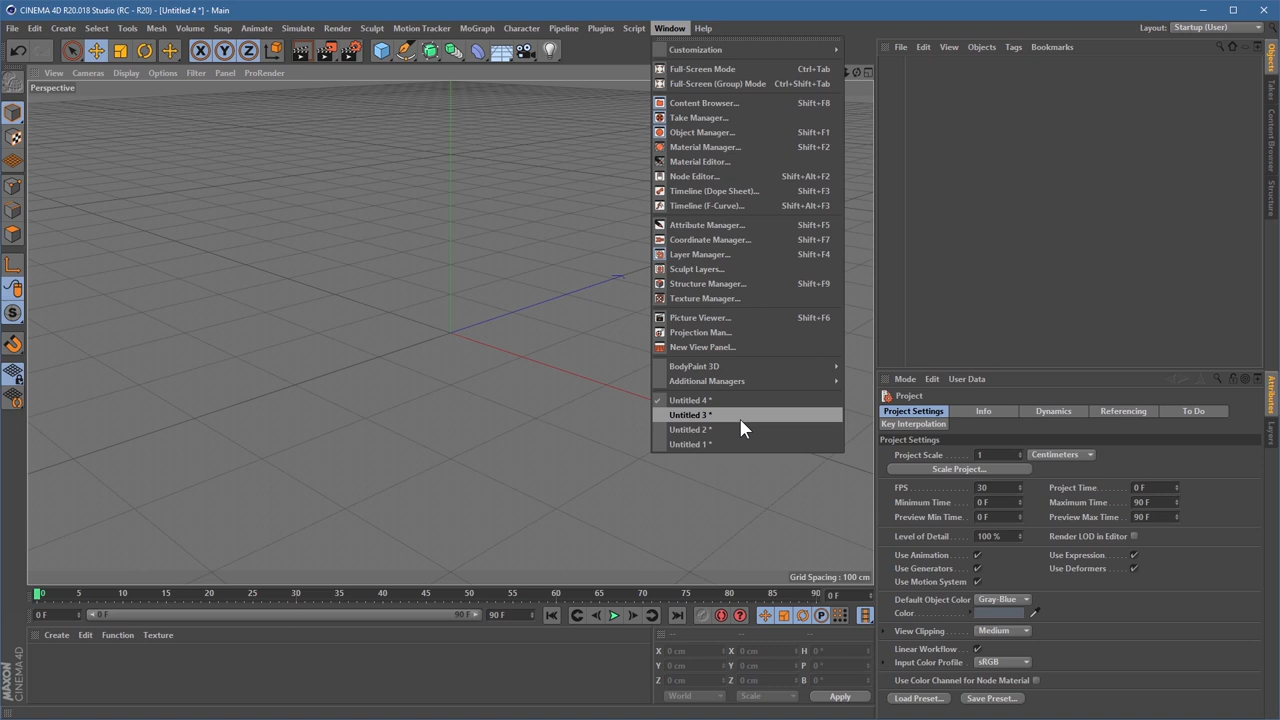 CINEMA 4D R20.018 Studio (RC - R20) - [Untitled 4 *] - Main
File Edit Create Select Tools Mesh Volume Snap Animate Simulate Render Sculpt Motion Tracker MoGraph Character Pipeline Plugins Script Window Help
Layout: Startup (User)
View Cameras Display Options Filter Panel ProRender
Perspective
Customization
Full-Screen Mode Ctrl+Tab
Full-Screen (Group) Mode Ctrl+Shift+Tab
Content Browser... Shift+F8
Take Manager...
Object Manager... Shift+F1
Material Manager... Shift+F2
Material Editor...
Node Editor... Shift+Alt+F2
Timeline (Dope Sheet)... Shift+F3
Timeline (F-Curve)... Shift+Alt+F3
Attribute Manager... Shift+F5
Coordinate Manager... Shift+F7
Layer Manager... Shift+F4
Sculpt Layers...
Structure Manager... Shift+F9
Texture Manager...
Picture Viewer... Shift+F6
Projection Man...
New View Panel...
BodyPaint 3D
Additional Managers
Untitled 4 *
Untitled 3 *
Untitled 2 *
Untitled 1 *
Grid Spacing : 100 cm
0 5 10 15 20 25 30 35 40 45 50 55 60 65 70 75 80 85 90 0 F
0 F 0 F 90 F 90 F
Create Edit Function Texture
-- -- --
X 0 cm X 0 cm H 0 °
Y 0 cm Y 0 cm P 0 °
Z 0 cm Z 0 cm B 0 °
World Scale Apply
MAXON
CINEMA 4D
File Edit View Objects Tags Bookmarks
Objects
Takes
Content Browser
Structure
Mode Edit User Data
Project
Project Settings Info Dynamics Referencing To Do
Key Interpolation
Project Settings
Project Scale 1 Centimeters
Scale Project...
FPS 30 Project Time 0 F
Minimum Time 0 F Maximum Time 90 F
Preview Min Time 0 F Preview Max Time 90 F
Level of Detail 100 % Render LOD in Editor
Use Animation Use Expression
Use Generators Use Deformers
Use Motion System
Default Object Color Gray-Blue
Color
View Clipping Medium
Linear Workflow
Input Color Profile sRGB
Use Color Channel for Node Material
Load Preset... Save Preset...
Attributes
Layers